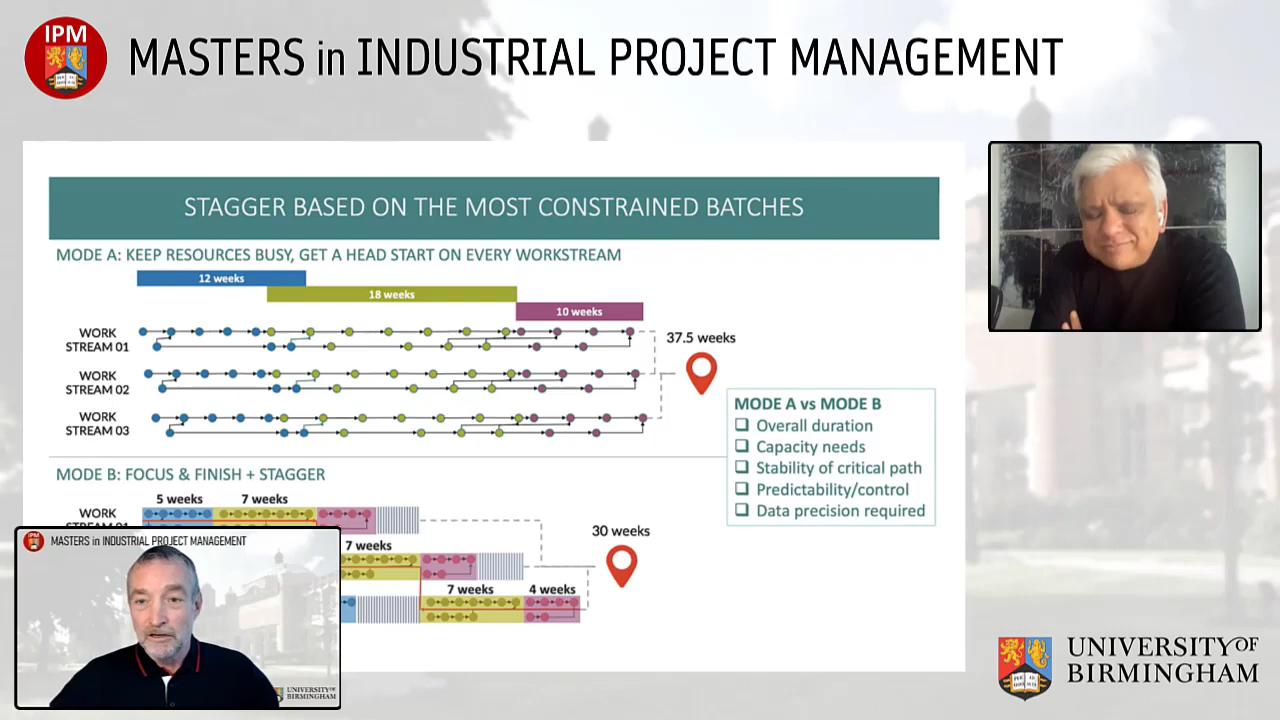 IPM
MASTERS in INDUSTRIAL PROJECT MANAGEMENT
STAGGER BASED ON THE MOST CONSTRAINED BATCHES
MODE A: KEEP RESOURCES BUSY, GET A HEAD START ON EVERY WORKSTREAM
12 weeks
18 weeks
10 weeks
WORK
STREAM 01
37.5 weeks
WORK
STREAM 02
WORK
STREAM 03
MODE A vs MODE B
Overall duration
Capacity needs
Stability of critical path
Predictability/control
Data precision required
MODE B: FOCUS & FINISH + STAGGER
5 weeks
7 weeks
WORK
30 weeks
7 weeks
7 weeks
4 weeks
IPM
MASTERS in INDUSTRIAL PROJECT MANAGEMENT
UNIVERSITY OF
BIRMINGHAM
UNIVERSITY OF
BIRMINGHAM